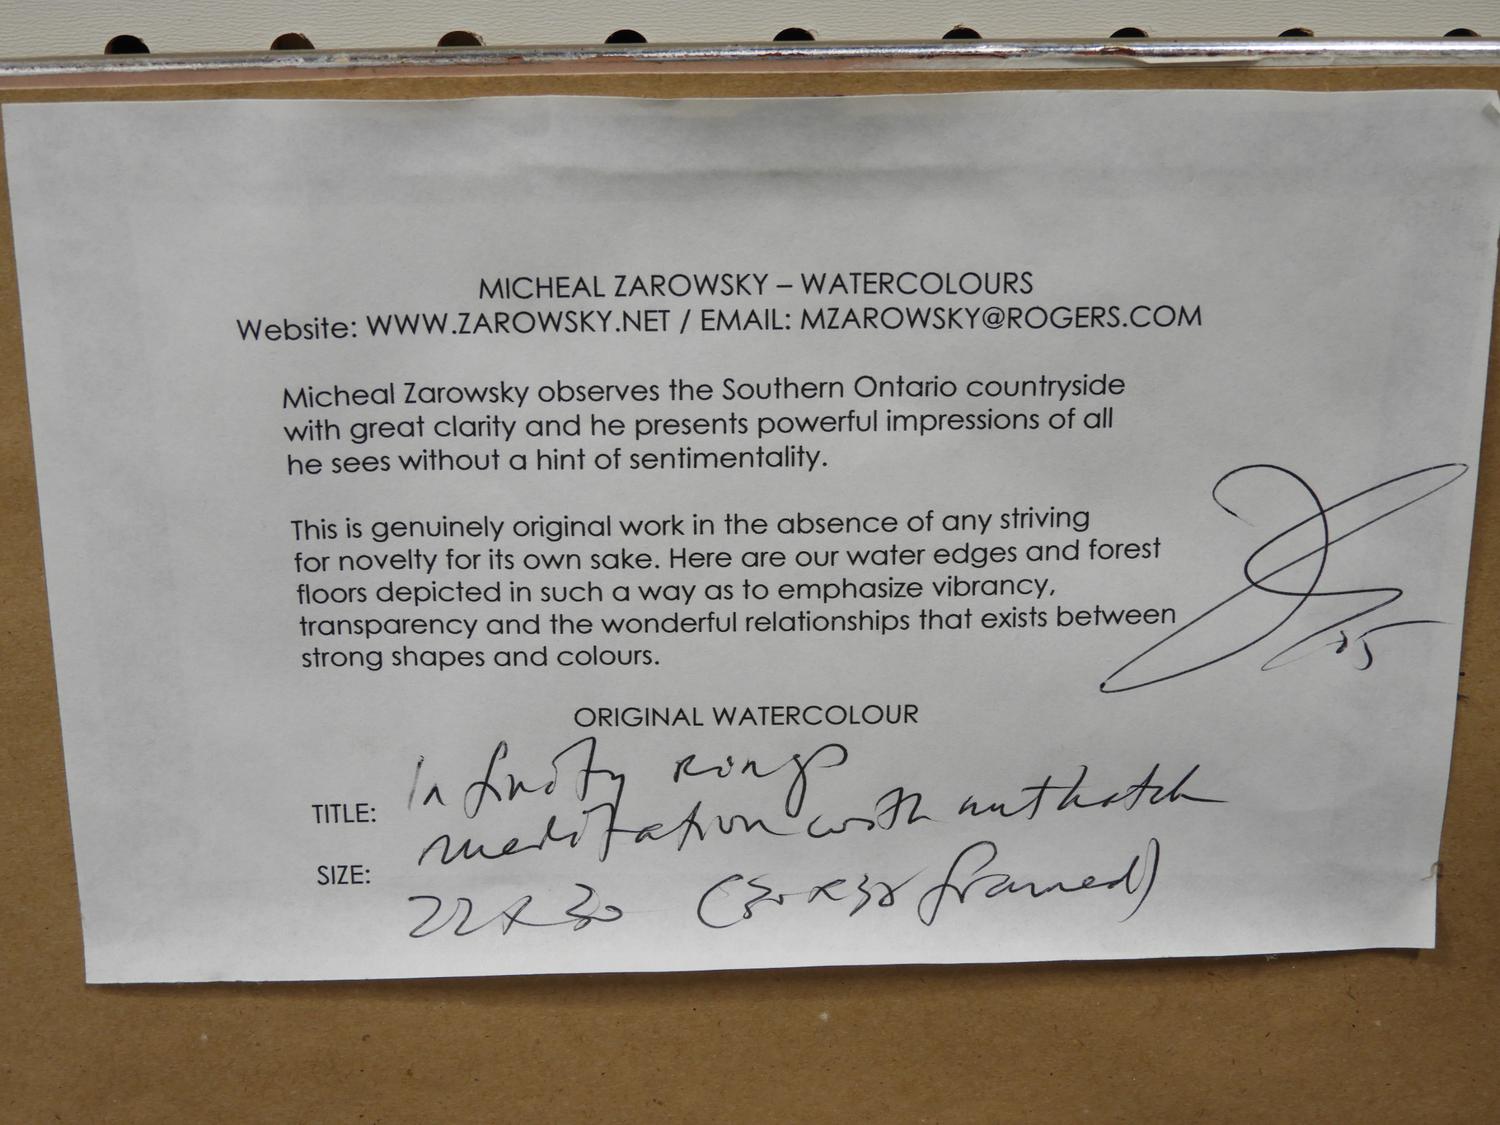 MICHEAL ZAROWSKY – WATERCOLOURS
Website: WWW.ZAROWSKY.NET / EMAIL: MZAROWSKY@ROGERS.COM
Micheal Zarowsky observes the Southern Ontario countryside
with great clarity and he presents powerful impressions of all
he sees without a hint of sentimentality.
This is genuinely original work in the absence of any striving
for novelty for its own sake. Here are our water edges and forest
floors depicted in such a way as to emphasize vibrancy,
transparency and the wonderful relationships that exists between
strong shapes and colours.
ORIGINAL WATERCOLOUR
TITLE: Infinity rings
meditation with nuthatch
SIZE: 22 x 30 (30 x 38 framed)